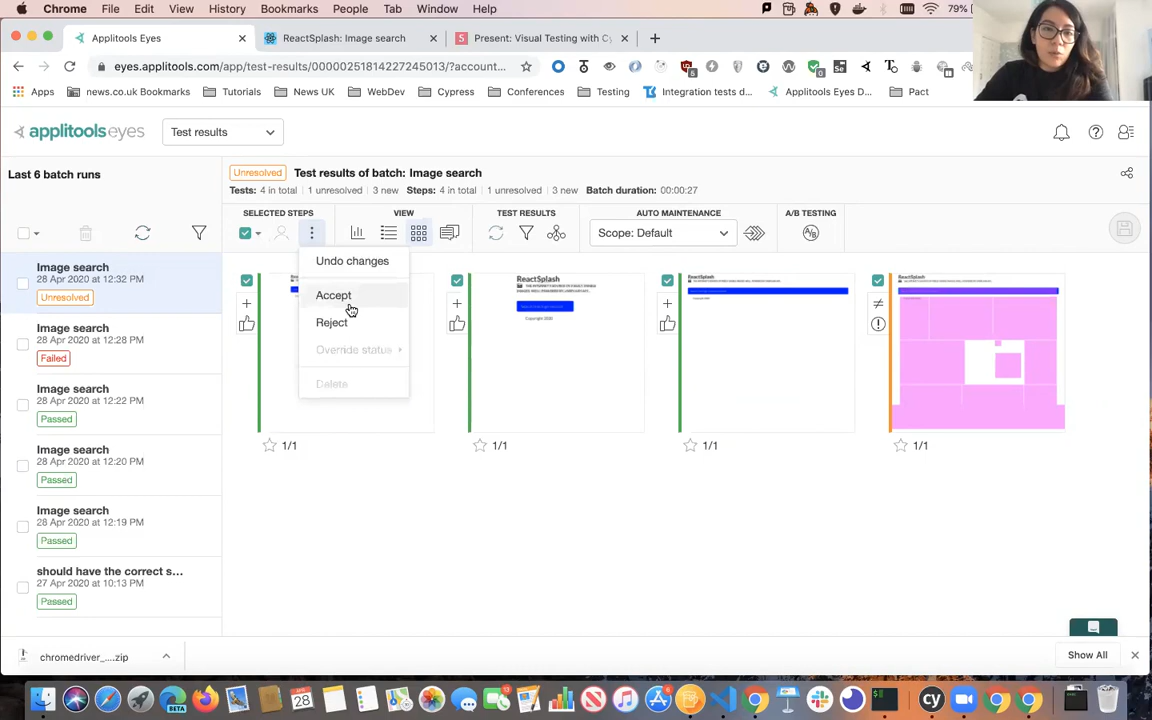 Chrome File Edit View History Bookmarks People Tab Window Help 79%
Applitools Eyes ReactSplash: Image search Present: Visual Testing with Cy
eyes.applitools.com/app/test-results/00000251814227245013/?account...
Apps news.co.uk Bookmarks Tutorials News UK WebDev Cypress Conferences Testing Integration tests d... Applitools Eyes D... Pact
applitools eyes Test results
Last 6 batch runs
Unresolved Test results of batch: Image search
Tests: 4 in total 1 unresolved 3 new Steps: 4 in total 1 unresolved 3 new Batch duration: 00:00:27
SELECTED STEPS VIEW TEST RESULTS AUTO MAINTENANCE A/B TESTING
Scope: Default
Undo changes
Accept
Reject
Override status
Delete
Image search
28 Apr 2020 at 12:32 PM
Unresolved
Image search
28 Apr 2020 at 12:28 PM
Failed
Image search
28 Apr 2020 at 12:22 PM
Passed
Image search
28 Apr 2020 at 12:20 PM
Passed
Image search
28 Apr 2020 at 12:19 PM
Passed
should have the correct s...
27 Apr 2020 at 10:13 PM
Passed
ReactSplash
Copyright 2020
ReactSplash
ReactSplash
1/1
1/1
1/1
1/1
chromedriver_....zip
Show All